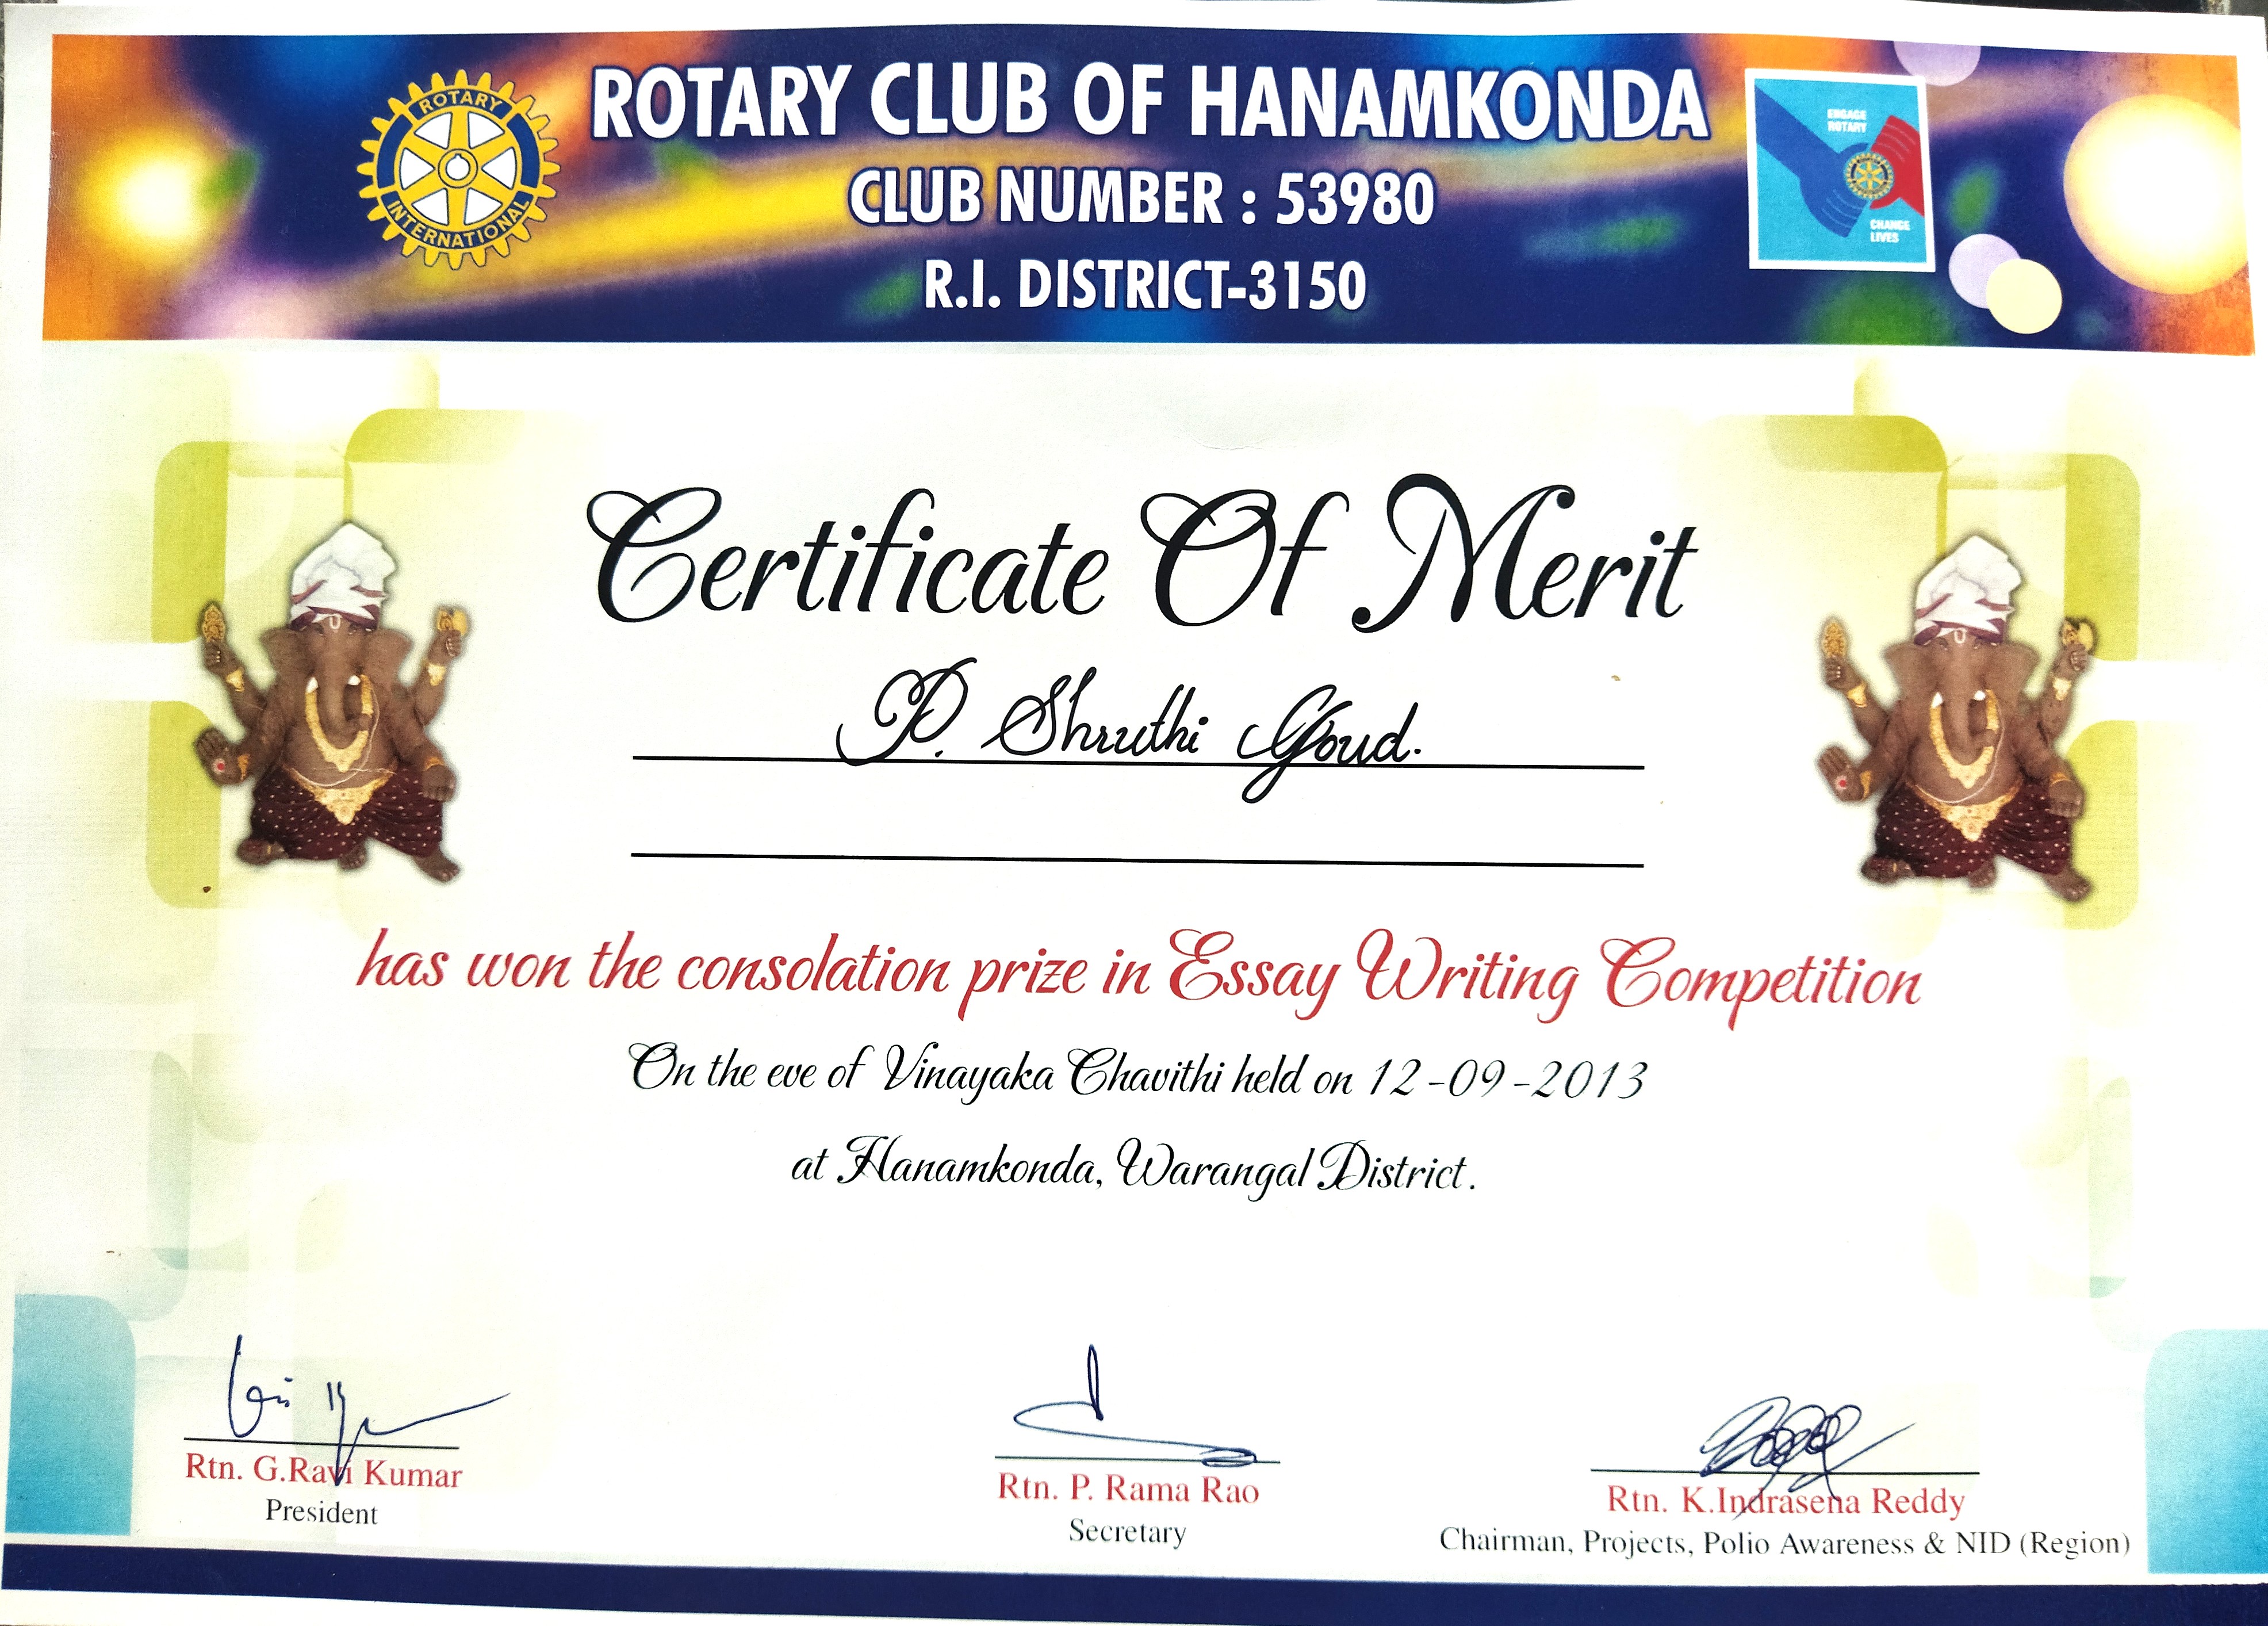 ROTARY CLUB OF HANAMKONDA
CLUB NUMBER : 53980
R.I. DISTRICT-3150
ROTARY
INTERNATIONAL
ENGAGE
ROTARY
CHANGE
LIVES
Certificate Of Merit
P. Shruthi Goud.
has won the consolation prize in Essay Writing Competition
On the eve of Vinayaka Chavithi held on 12-09-2013
at Hanamkonda, Warangal District.
Rtn. G.Ravi Kumar
President
Rtn. P. Rama Rao
Secretary
Rtn. K.Indrasena Reddy
Chairman, Projects, Polio Awareness & NID (Region)